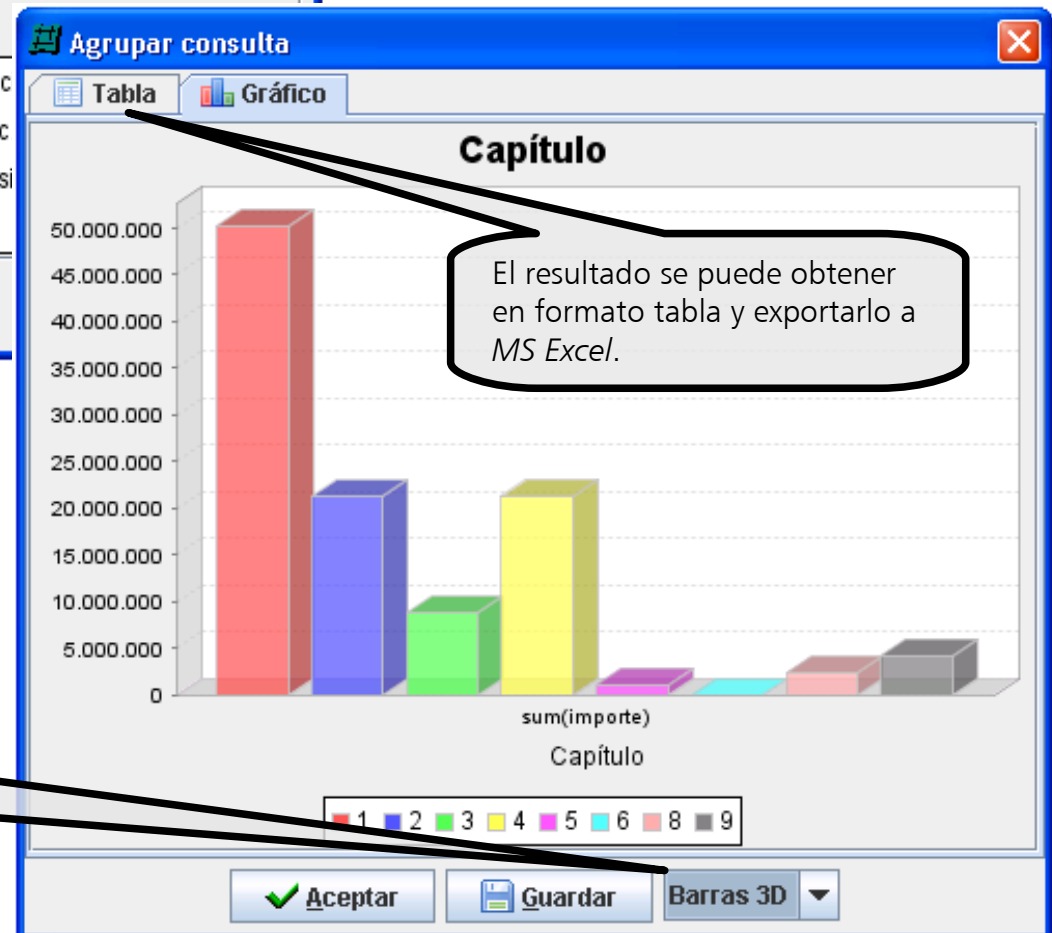 Agrupar consulta
Tabla
Gráfico
c
c
si
Capítulo
50.000.000
45.000.000
40.000.000
35.000.000
30.000.000
25.000.000
20.000.000
15.000.000
10.000.000
5.000.000
0
El resultado se puede obtener
en formato tabla y exportarlo a
MS Excel.
sum(importe)
Capítulo
1 2 3 4 5 6 8 9
Aceptar
Guardar
Barras 3D